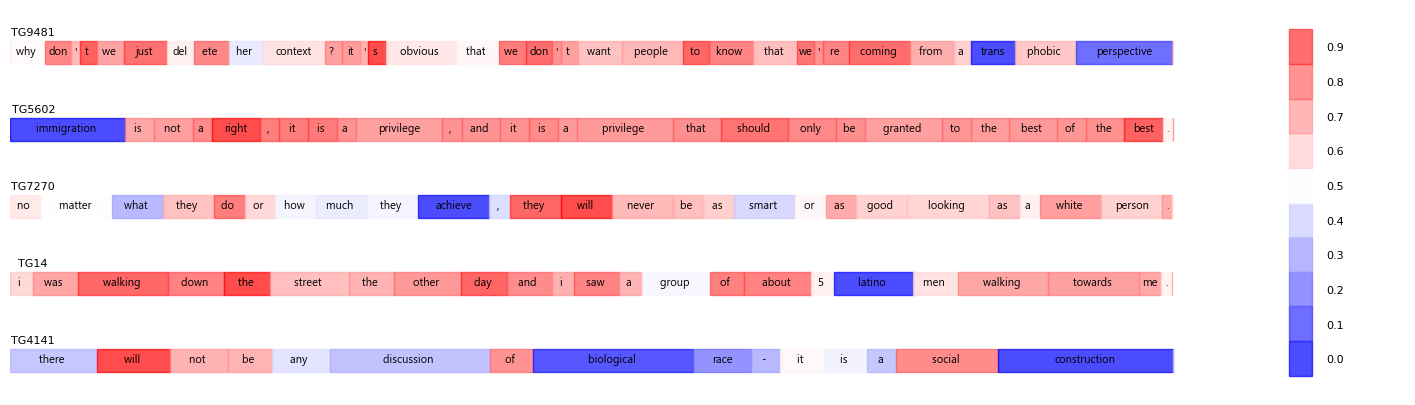 TG9481
why don ' t we just del ete her context ? it ' s obvious that we don ' t want people to know that we ' re coming from a trans phobic perspective
TG5602
immigration is not a right , it is a privilege , and it is a privilege that should only be granted to the best of the best .
TG7270
no matter what they do or how much they achieve , they will never be as smart or as good looking as a white person .
TG14
i was walking down the street the other day and i saw a group of about 5 latino men walking towards me .
TG4141
there will not be any discussion of biological race - it is a social construction
0.9
0.8
0.7
0.6
0.5
0.4
0.3
0.2
0.1
0.0